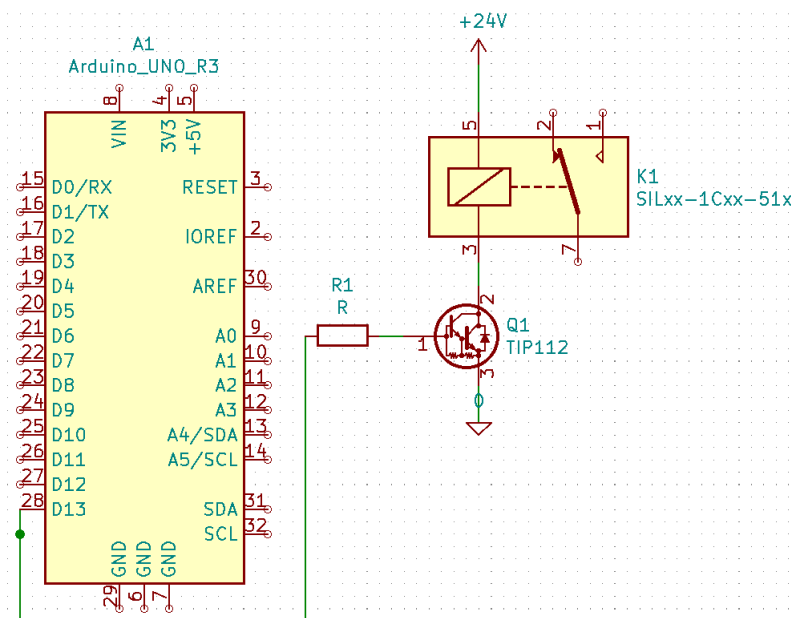 A1
Arduino_UNO_R3
8
4
5
VIN
3V3
+5V
15 D0/RX
RESET 3
16 D1/TX
17 D2
IOREF 2
18 D3
19 D4
AREF 30
20 D5
21 D6
A0 9
22 D7
A1 10
23 D8
A2 11
24 D9
A3 12
25 D10
A4/SDA 13
26 D11
A5/SCL 14
27 D12
28 D13
SDA 31
SCL 32
GND
GND
GND
29
6
7
+24V
5
2
1
K1
SILxx-1Cxx-51x
3
7
R1
R
2
1
Q1
TIP112
3
0